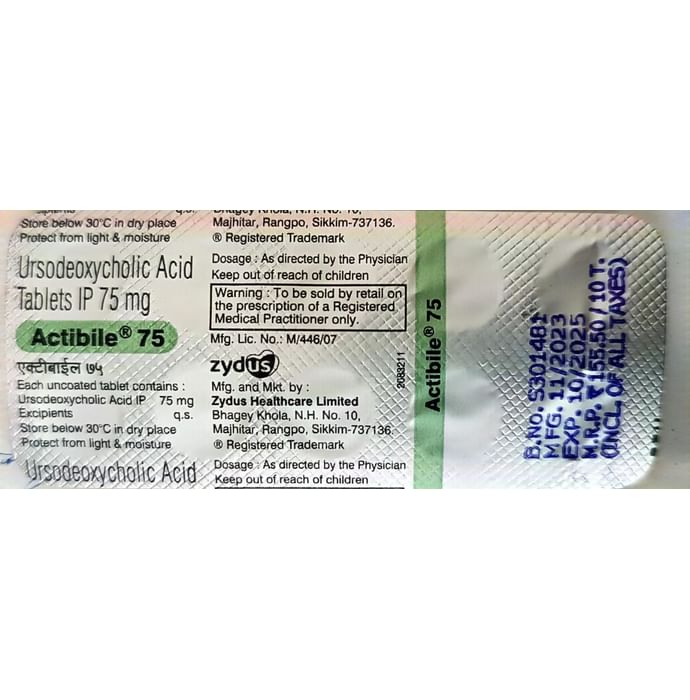 q.s.
Store below 30°C in dry place
Protect from light & moisture
Ursodeoxycholic Acid
Tablets IP 75 mg
Actibile® 75
एक्टीबाईल ७५
Each uncoated tablet contains :
Ursodeoxycholic Acid IP 75 mg
Excipients q.s.
Store below 30°C in dry place
Protect from light & moisture
Ursodeoxycholic Acid
Bhagey Khola, N.H. No. 10,
Majhitar, Rangpo, Sikkim-737136.
® Registered Trademark
Dosage : As directed by the Physician
Keep out of reach of children
Warning : To be sold by retail on
the prescription of a Registered
Medical Practitioner only.
Mfg. Lic. No.: M/446/07
zydus
Mfg. and Mkt. by :
Zydus Healthcare Limited
Bhagey Khola, N.H. No. 10,
Majhitar, Rangpo, Sikkim-737136.
® Registered Trademark
Dosage : As directed by the Physician
Keep out of reach of children
2083211
Actibile® 75
B.NO. S301481
MFG. 11/2023
EXP. 10/2025
M.R.P. ₹155.50/10 T.
(INCL. OF ALL TAXES)